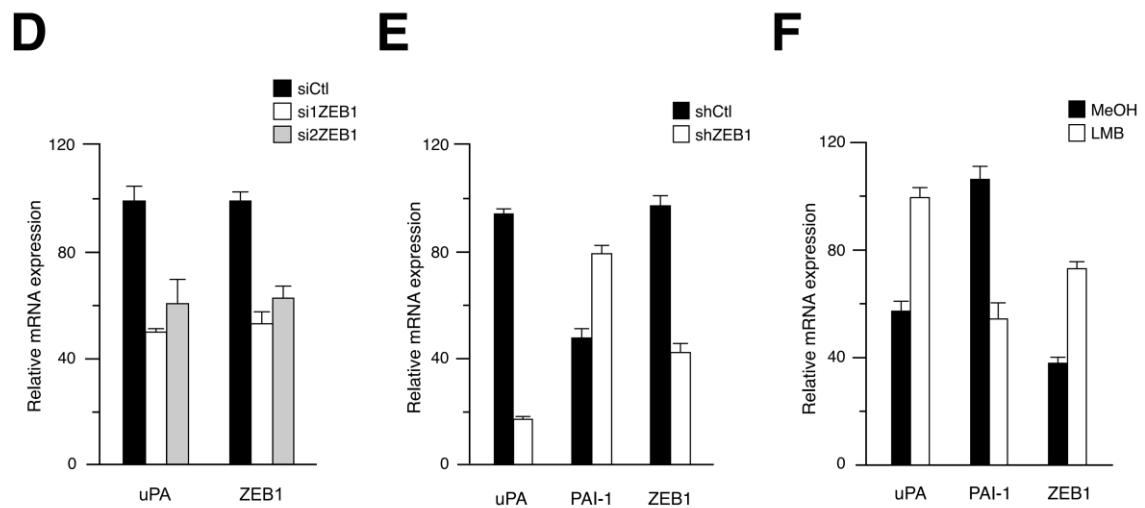 D
siCtl
si1ZEB1
si2ZEB1
Relative mRNA expression
120
80
40
0
uPA ZEB1
E
shCtl
shZEB1
Relative mRNA expression
120
80
40
0
uPA PAI-1 ZEB1
F
MeOH
LMB
Relative mRNA expression
120
80
40
0
uPA PAI-1 ZEB1